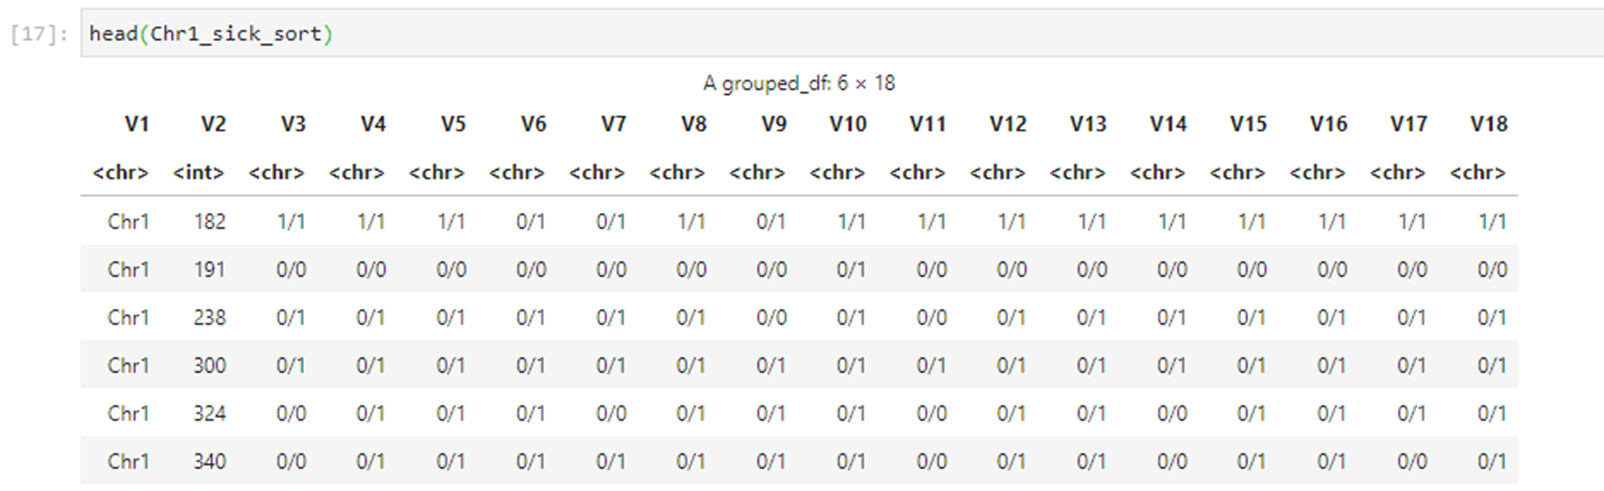 [17]: head(Chr1_sick_sort)
A grouped_df: 6 × 18
V1 V2 V3 V4 V5 V6 V7 V8 V9 V10 V11 V12 V13 V14 V15 V16 V17 V18
<chr> <int> <chr> <chr> <chr> <chr> <chr> <chr> <chr> <chr> <chr> <chr> <chr> <chr> <chr> <chr> <chr> <chr>
Chr1 182 1/1 1/1 1/1 0/1 0/1 1/1 0/1 1/1 1/1 1/1 1/1 1/1 1/1 1/1 1/1 1/1
Chr1 191 0/0 0/0 0/0 0/0 0/0 0/0 0/0 0/1 0/0 0/0 0/0 0/0 0/0 0/0 0/0 0/0
Chr1 238 0/1 0/1 0/1 0/1 0/1 0/1 0/0 0/1 0/0 0/1 0/1 0/1 0/1 0/1 0/1 0/1
Chr1 300 0/1 0/1 0/1 0/1 0/1 0/1 0/1 0/1 0/1 0/1 0/1 0/1 0/1 0/1 0/1 0/1
Chr1 324 0/0 0/1 0/1 0/1 0/0 0/1 0/1 0/1 0/0 0/1 0/1 0/0 0/1 0/1 0/1 0/1
Chr1 340 0/0 0/1 0/1 0/1 0/1 0/1 0/1 0/1 0/0 0/1 0/1 0/0 0/1 0/1 0/0 0/1